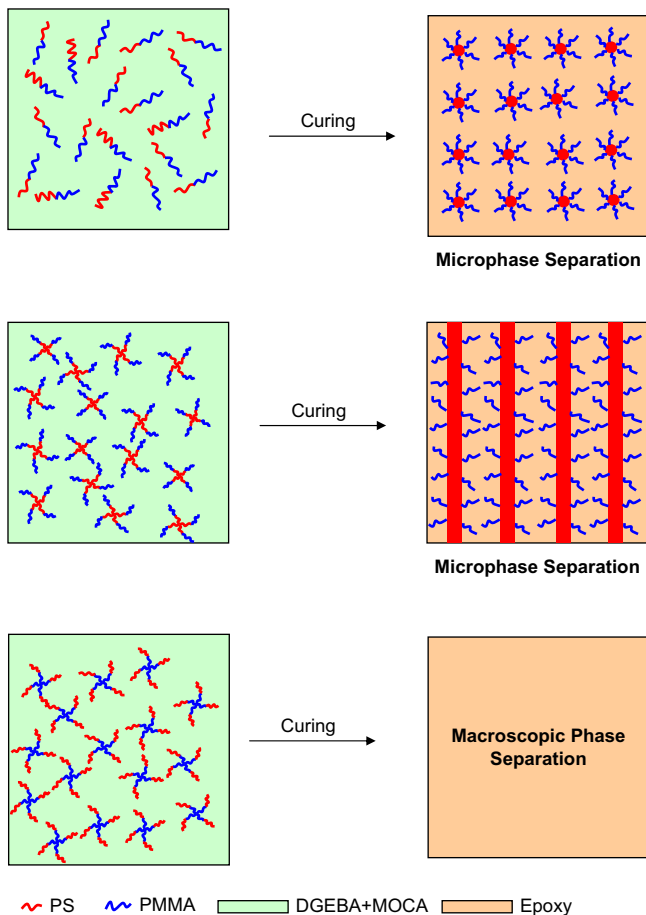 Curing
Microphase Separation
Curing
Microphase Separation
Curing
Macroscopic Phase
Separation
PS PMMA DGEBA+MOCA Epoxy